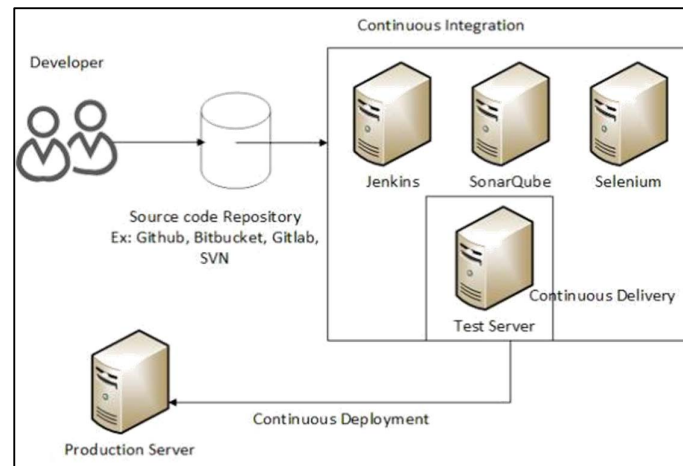 Continuous Integration
Developer
Jenkins
SonarQube
Selenium
Source code Repository
Ex: Github, Bitbucket, Gitlab,
SVN
Continuous Delivery
Test Server
Continuous Deployment
Production Server